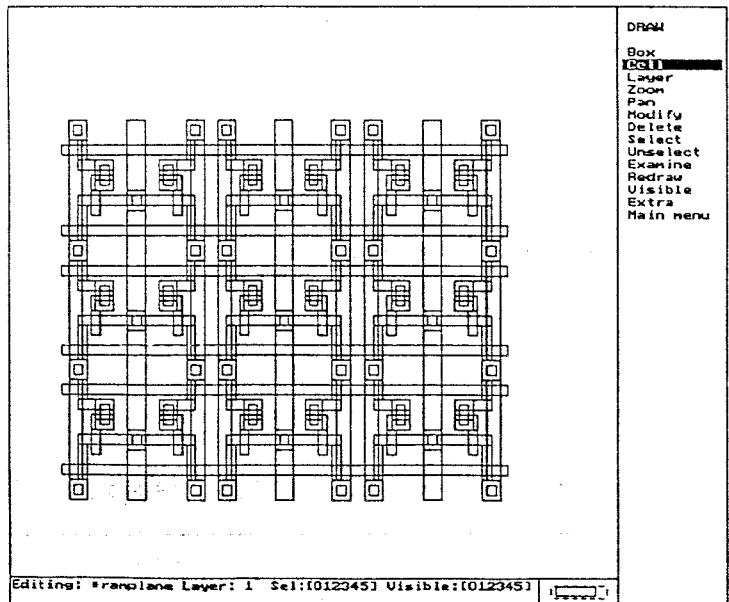 DRAW
Box
Cell
Layer
Zoom
Pan
Modify
Delete
Select
Unselect
Examine
Redraw
Visible
Extra
Main menu
Editing: *ramplane Layer: 1 Sel:[012345] Visible:[012345]